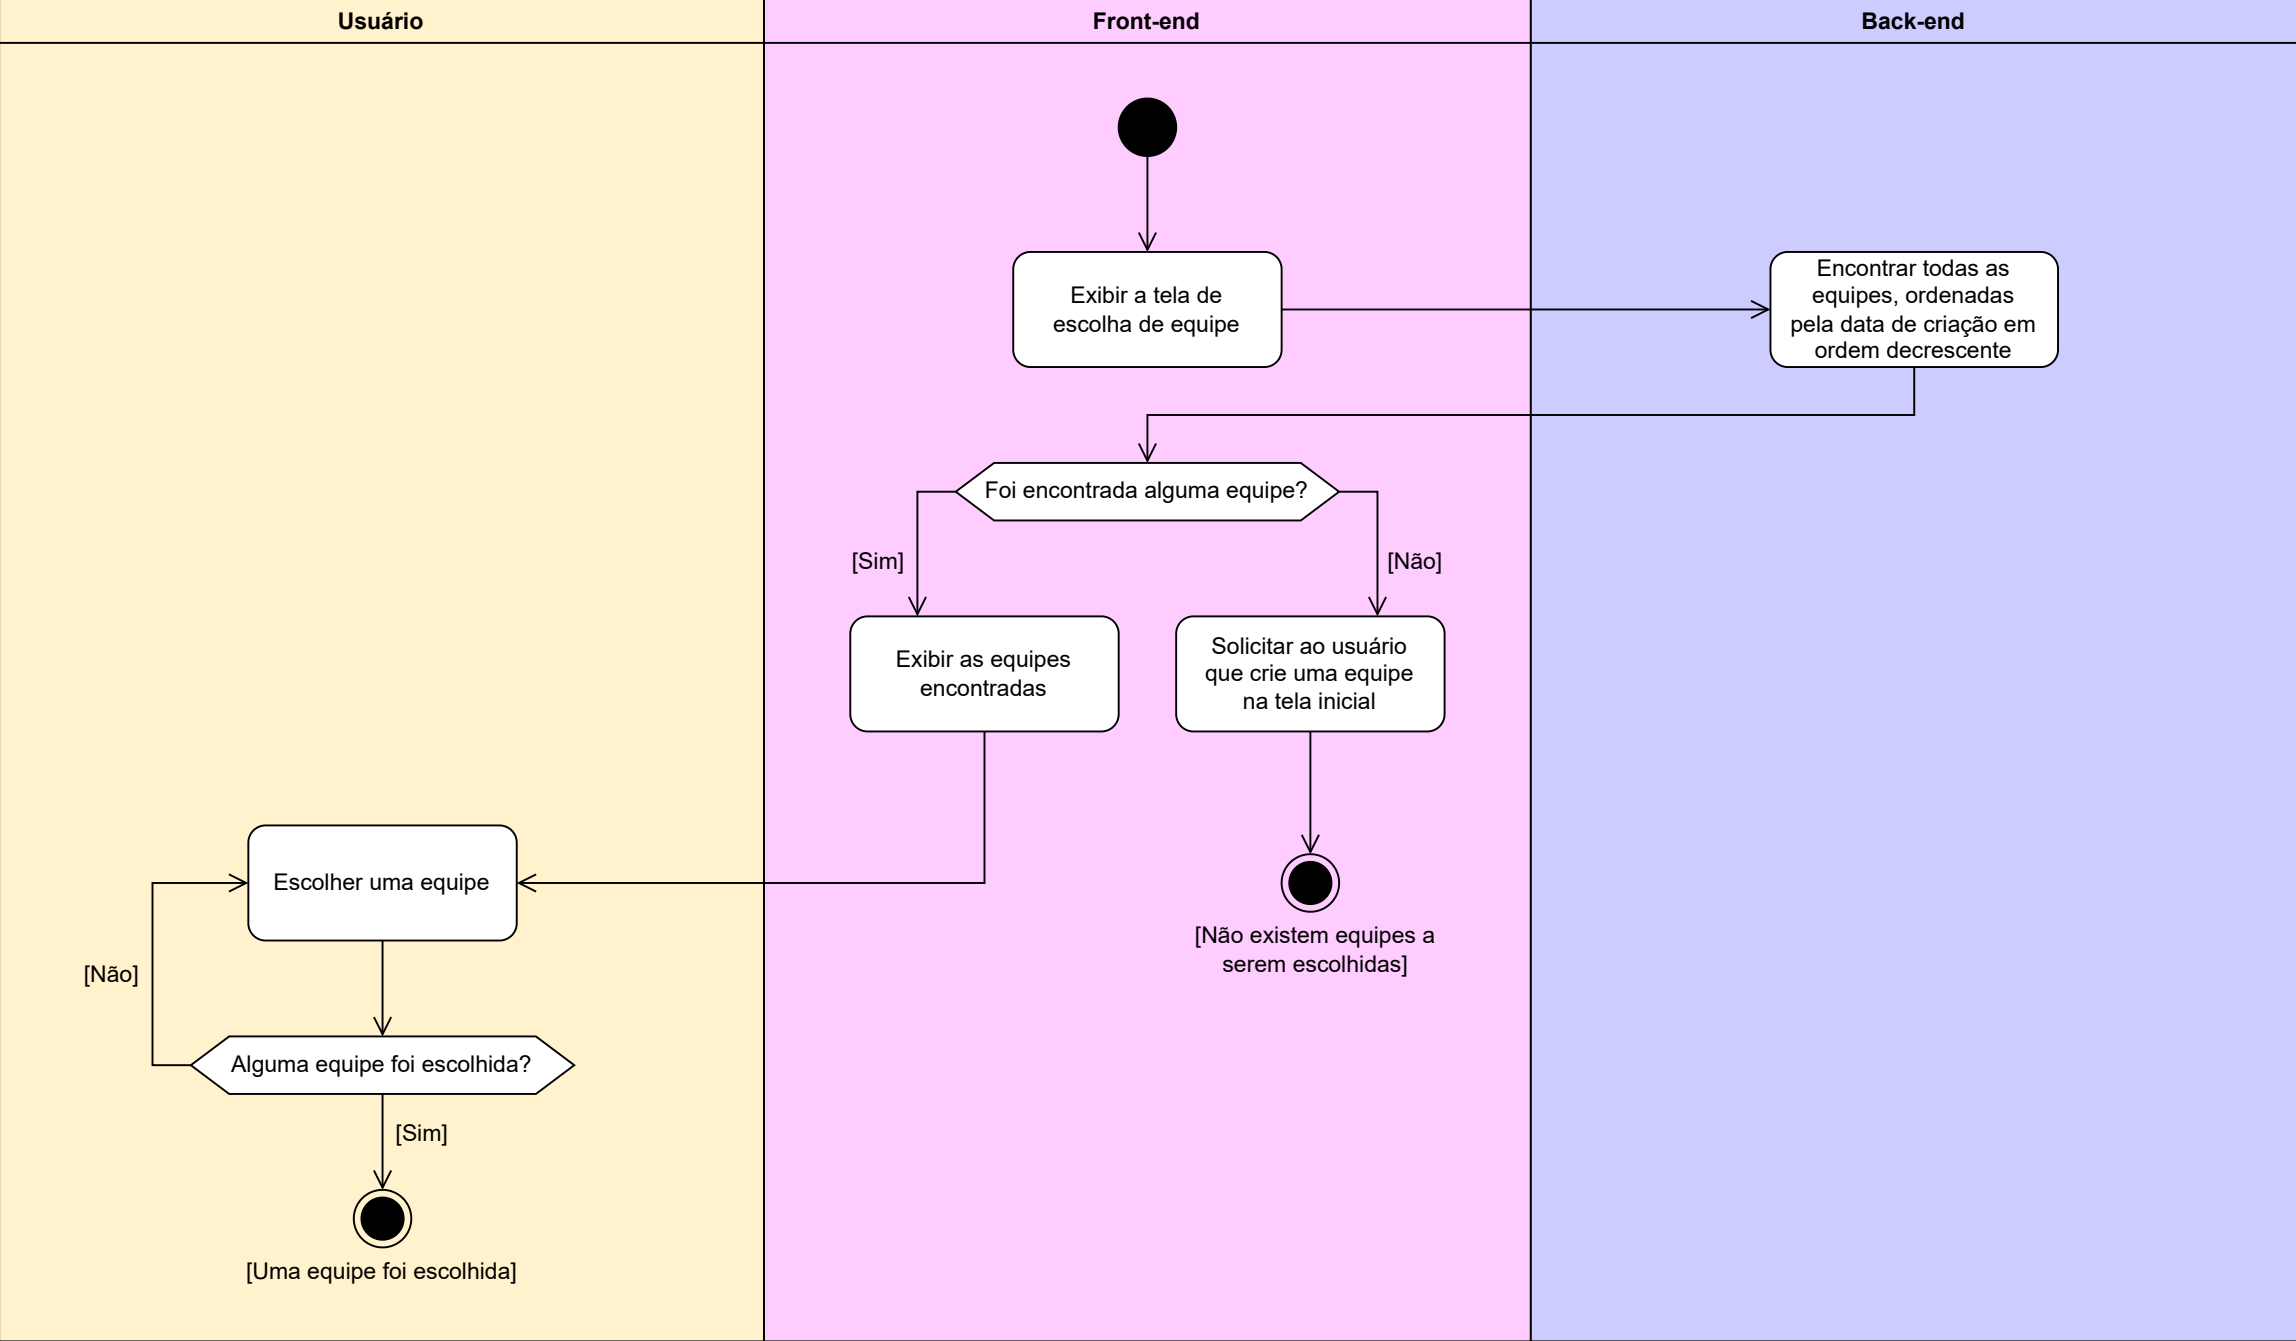 Usuário
Front-end
Back-end
Exibir a tela de
escolha de equipe
Encontrar todas as
equipes, ordenadas
pela data de criação em
ordem decrescente
Foi encontrada alguma equipe?
[Sim]
[Não]
Exibir as equipes
encontradas
Solicitar ao usuário
que crie uma equipe
na tela inicial
Escolher uma equipe
[Não existem equipes a
serem escolhidas]
[Não]
Alguma equipe foi escolhida?
[Sim]
[Uma equipe foi escolhida]